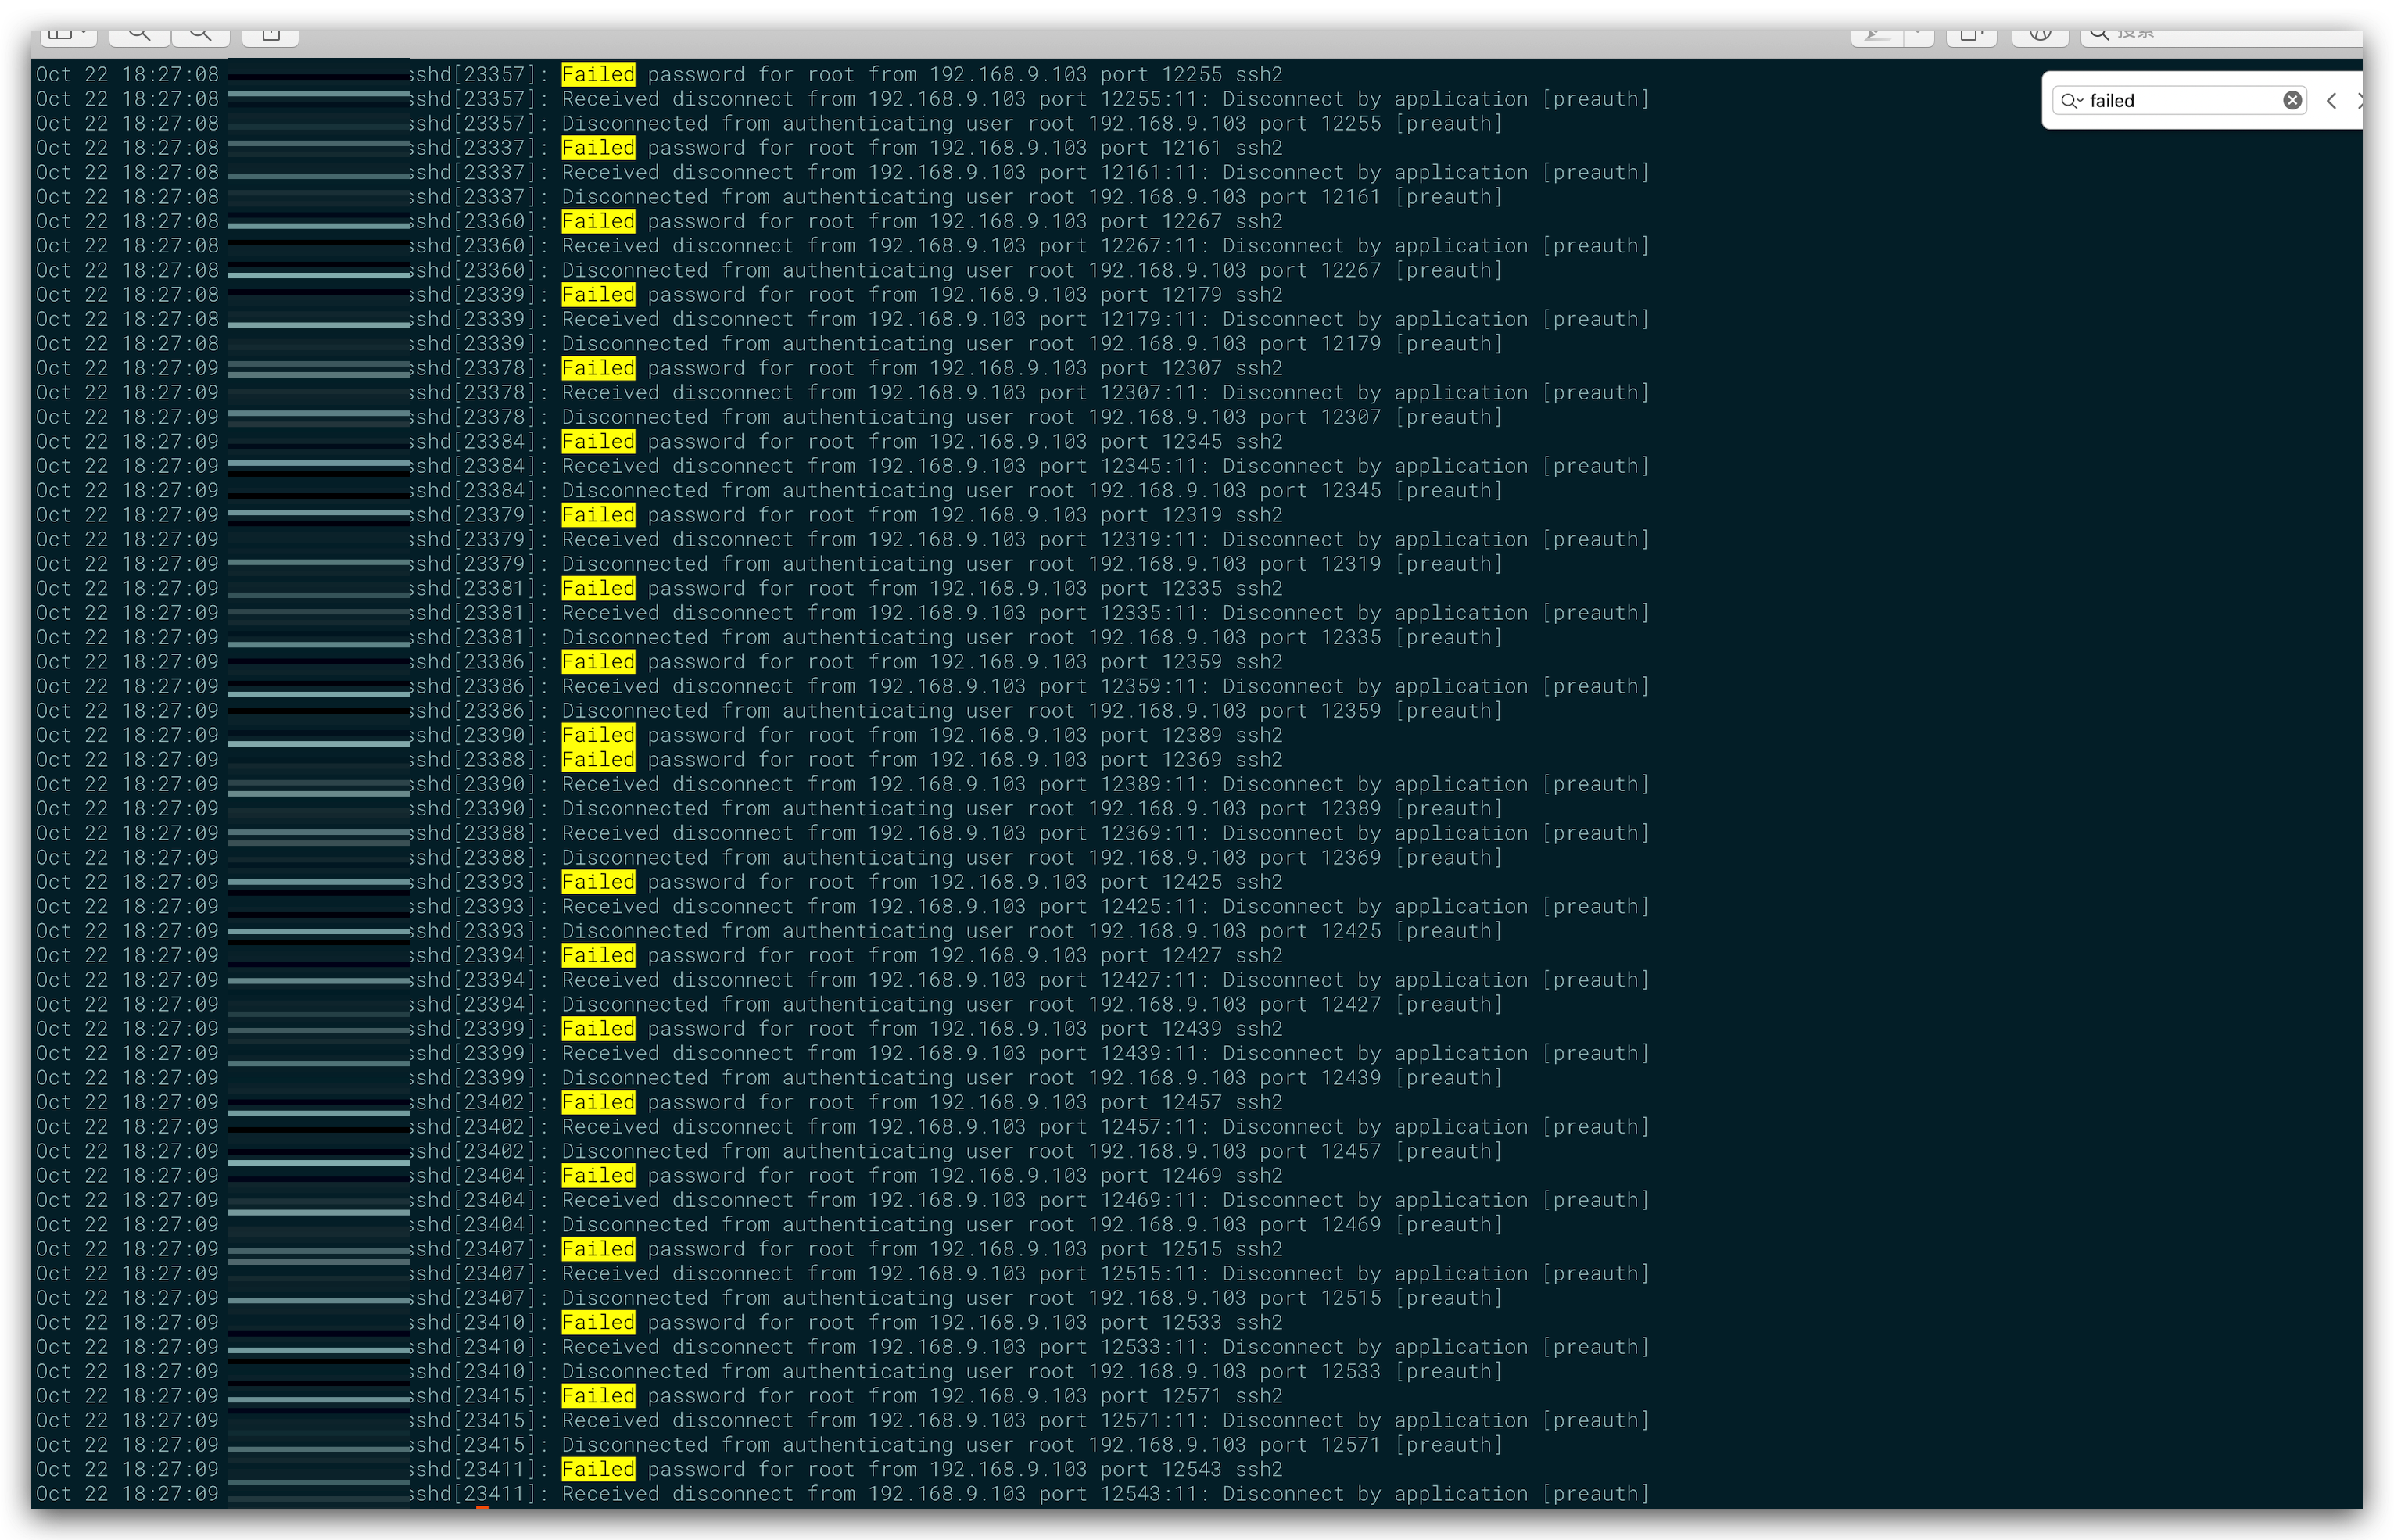 搜索
failed
Oct 22 18:27:08 sshd[23357]: Failed password for root from 192.168.9.103 port 12255 ssh2
Oct 22 18:27:08 sshd[23357]: Received disconnect from 192.168.9.103 port 12255:11: Disconnect by application [preauth]
Oct 22 18:27:08 sshd[23357]: Disconnected from authenticating user root 192.168.9.103 port 12255 [preauth]
Oct 22 18:27:08 sshd[23337]: Failed password for root from 192.168.9.103 port 12161 ssh2
Oct 22 18:27:08 sshd[23337]: Received disconnect from 192.168.9.103 port 12161:11: Disconnect by application [preauth]
Oct 22 18:27:08 sshd[23337]: Disconnected from authenticating user root 192.168.9.103 port 12161 [preauth]
Oct 22 18:27:08 sshd[23360]: Failed password for root from 192.168.9.103 port 12267 ssh2
Oct 22 18:27:08 sshd[23360]: Received disconnect from 192.168.9.103 port 12267:11: Disconnect by application [preauth]
Oct 22 18:27:08 sshd[23360]: Disconnected from authenticating user root 192.168.9.103 port 12267 [preauth]
Oct 22 18:27:08 sshd[23339]: Failed password for root from 192.168.9.103 port 12179 ssh2
Oct 22 18:27:08 sshd[23339]: Received disconnect from 192.168.9.103 port 12179:11: Disconnect by application [preauth]
Oct 22 18:27:08 sshd[23339]: Disconnected from authenticating user root 192.168.9.103 port 12179 [preauth]
Oct 22 18:27:09 sshd[23378]: Failed password for root from 192.168.9.103 port 12307 ssh2
Oct 22 18:27:09 sshd[23378]: Received disconnect from 192.168.9.103 port 12307:11: Disconnect by application [preauth]
Oct 22 18:27:09 sshd[23378]: Disconnected from authenticating user root 192.168.9.103 port 12307 [preauth]
Oct 22 18:27:09 sshd[23384]: Failed password for root from 192.168.9.103 port 12345 ssh2
Oct 22 18:27:09 sshd[23384]: Received disconnect from 192.168.9.103 port 12345:11: Disconnect by application [preauth]
Oct 22 18:27:09 sshd[23384]: Disconnected from authenticating user root 192.168.9.103 port 12345 [preauth]
Oct 22 18:27:09 sshd[23379]: Failed password for root from 192.168.9.103 port 12319 ssh2
Oct 22 18:27:09 sshd[23379]: Received disconnect from 192.168.9.103 port 12319:11: Disconnect by application [preauth]
Oct 22 18:27:09 sshd[23379]: Disconnected from authenticating user root 192.168.9.103 port 12319 [preauth]
Oct 22 18:27:09 sshd[23381]: Failed password for root from 192.168.9.103 port 12335 ssh2
Oct 22 18:27:09 sshd[23381]: Received disconnect from 192.168.9.103 port 12335:11: Disconnect by application [preauth]
Oct 22 18:27:09 sshd[23381]: Disconnected from authenticating user root 192.168.9.103 port 12335 [preauth]
Oct 22 18:27:09 sshd[23386]: Failed password for root from 192.168.9.103 port 12359 ssh2
Oct 22 18:27:09 sshd[23386]: Received disconnect from 192.168.9.103 port 12359:11: Disconnect by application [preauth]
Oct 22 18:27:09 sshd[23386]: Disconnected from authenticating user root 192.168.9.103 port 12359 [preauth]
Oct 22 18:27:09 sshd[23390]: Failed password for root from 192.168.9.103 port 12389 ssh2
Oct 22 18:27:09 sshd[23388]: Failed password for root from 192.168.9.103 port 12369 ssh2
Oct 22 18:27:09 sshd[23390]: Received disconnect from 192.168.9.103 port 12389:11: Disconnect by application [preauth]
Oct 22 18:27:09 sshd[23390]: Disconnected from authenticating user root 192.168.9.103 port 12389 [preauth]
Oct 22 18:27:09 sshd[23388]: Received disconnect from 192.168.9.103 port 12369:11: Disconnect by application [preauth]
Oct 22 18:27:09 sshd[23388]: Disconnected from authenticating user root 192.168.9.103 port 12369 [preauth]
Oct 22 18:27:09 sshd[23393]: Failed password for root from 192.168.9.103 port 12425 ssh2
Oct 22 18:27:09 sshd[23393]: Received disconnect from 192.168.9.103 port 12425:11: Disconnect by application [preauth]
Oct 22 18:27:09 sshd[23393]: Disconnected from authenticating user root 192.168.9.103 port 12425 [preauth]
Oct 22 18:27:09 sshd[23394]: Failed password for root from 192.168.9.103 port 12427 ssh2
Oct 22 18:27:09 sshd[23394]: Received disconnect from 192.168.9.103 port 12427:11: Disconnect by application [preauth]
Oct 22 18:27:09 sshd[23394]: Disconnected from authenticating user root 192.168.9.103 port 12427 [preauth]
Oct 22 18:27:09 sshd[23399]: Failed password for root from 192.168.9.103 port 12439 ssh2
Oct 22 18:27:09 sshd[23399]: Received disconnect from 192.168.9.103 port 12439:11: Disconnect by application [preauth]
Oct 22 18:27:09 sshd[23399]: Disconnected from authenticating user root 192.168.9.103 port 12439 [preauth]
Oct 22 18:27:09 sshd[23402]: Failed password for root from 192.168.9.103 port 12457 ssh2
Oct 22 18:27:09 sshd[23402]: Received disconnect from 192.168.9.103 port 12457:11: Disconnect by application [preauth]
Oct 22 18:27:09 sshd[23402]: Disconnected from authenticating user root 192.168.9.103 port 12457 [preauth]
Oct 22 18:27:09 sshd[23404]: Failed password for root from 192.168.9.103 port 12469 ssh2
Oct 22 18:27:09 sshd[23404]: Received disconnect from 192.168.9.103 port 12469:11: Disconnect by application [preauth]
Oct 22 18:27:09 sshd[23404]: Disconnected from authenticating user root 192.168.9.103 port 12469 [preauth]
Oct 22 18:27:09 sshd[23407]: Failed password for root from 192.168.9.103 port 12515 ssh2
Oct 22 18:27:09 sshd[23407]: Received disconnect from 192.168.9.103 port 12515:11: Disconnect by application [preauth]
Oct 22 18:27:09 sshd[23407]: Disconnected from authenticating user root 192.168.9.103 port 12515 [preauth]
Oct 22 18:27:09 sshd[23410]: Failed password for root from 192.168.9.103 port 12533 ssh2
Oct 22 18:27:09 sshd[23410]: Received disconnect from 192.168.9.103 port 12533:11: Disconnect by application [preauth]
Oct 22 18:27:09 sshd[23410]: Disconnected from authenticating user root 192.168.9.103 port 12533 [preauth]
Oct 22 18:27:09 sshd[23415]: Failed password for root from 192.168.9.103 port 12571 ssh2
Oct 22 18:27:09 sshd[23415]: Received disconnect from 192.168.9.103 port 12571:11: Disconnect by application [preauth]
Oct 22 18:27:09 sshd[23415]: Disconnected from authenticating user root 192.168.9.103 port 12571 [preauth]
Oct 22 18:27:09 sshd[23411]: Failed password for root from 192.168.9.103 port 12543 ssh2
Oct 22 18:27:09 sshd[23411]: Received disconnect from 192.168.9.103 port 12543:11: Disconnect by application [preauth]